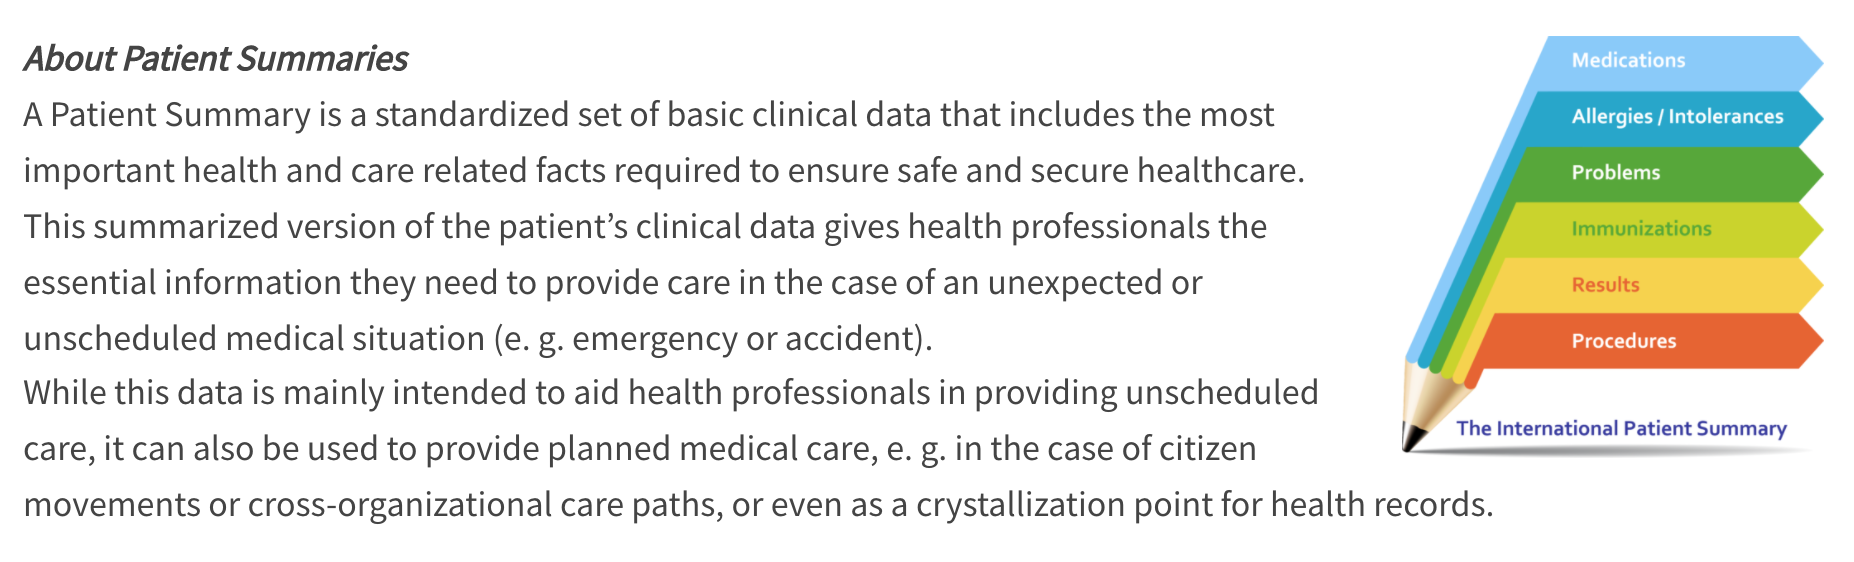 About Patient Summaries
A Patient Summary is a standardized set of basic clinical data that includes the most
important health and care related facts required to ensure safe and secure healthcare.
This summarized version of the patient’s clinical data gives health professionals the
essential information they need to provide care in the case of an unexpected or
unscheduled medical situation (e. g. emergency or accident).
While this data is mainly intended to aid health professionals in providing unscheduled
care, it can also be used to provide planned medical care, e. g. in the case of citizen
movements or cross-organizational care paths, or even as a crystallization point for health records.
Medications
Allergies / Intolerances
Problems
Immunizations
Results
Procedures
The International Patient Summary